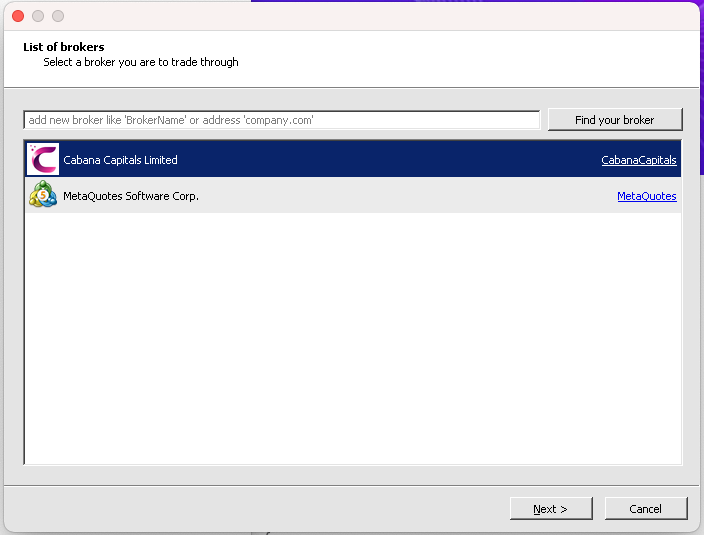 List of brokers
Select a broker you are to trade through
add new broker like 'BrokerName' or address 'company.com'
Find your broker
Cabana Capitals Limited CabanaCapitals
MetaQuotes Software Corp. MetaQuotes
Next > Cancel